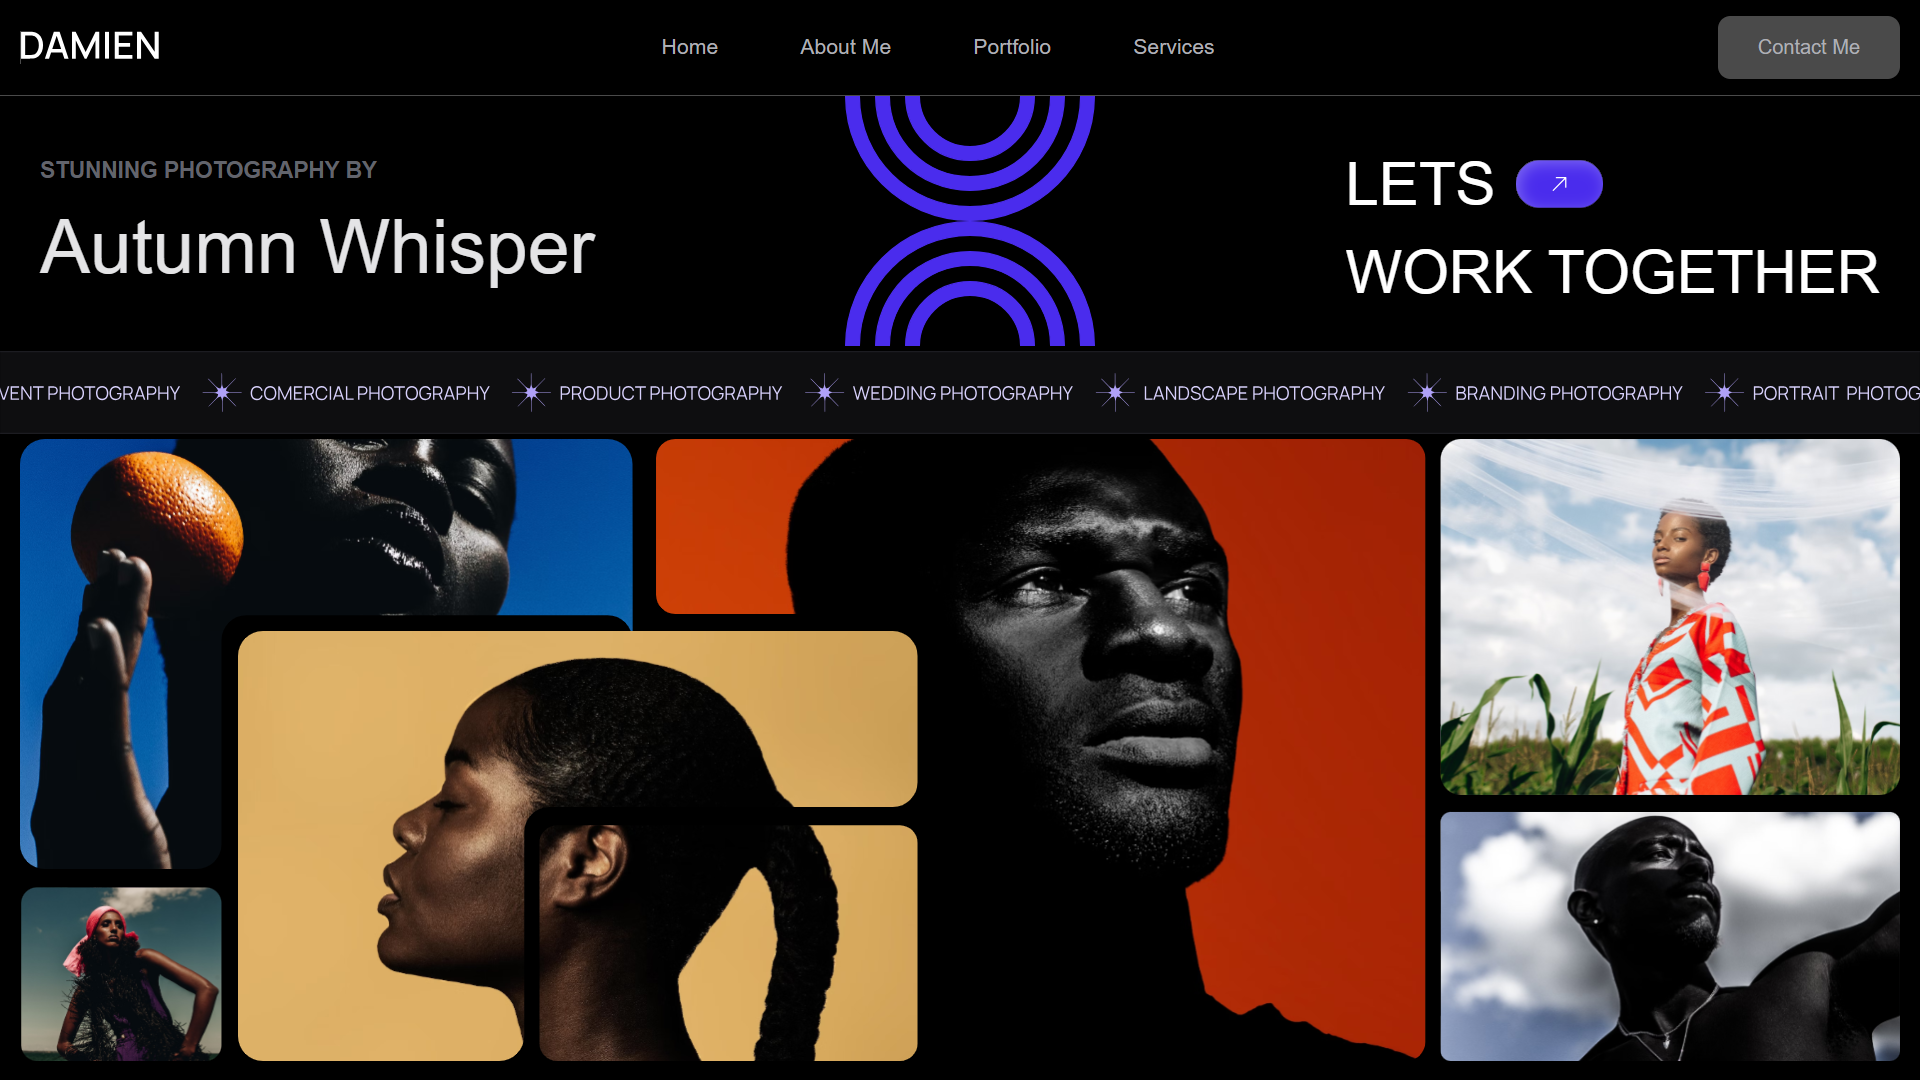 DAMIEN
Home
About Me
Portfolio
Services
Contact Me
STUNNING PHOTOGRAPHY BY
Autumn Whisper
LETS
WORK TOGETHER
VENT PHOTOGRAPHY COMERCIAL PHOTOGRAPHY PRODUCT PHOTOGRAPHY WEDDING PHOTOGRAPHY LANDSCAPE PHOTOGRAPHY BRANDING PHOTOGRAPHY PORTRAIT PHOTOG